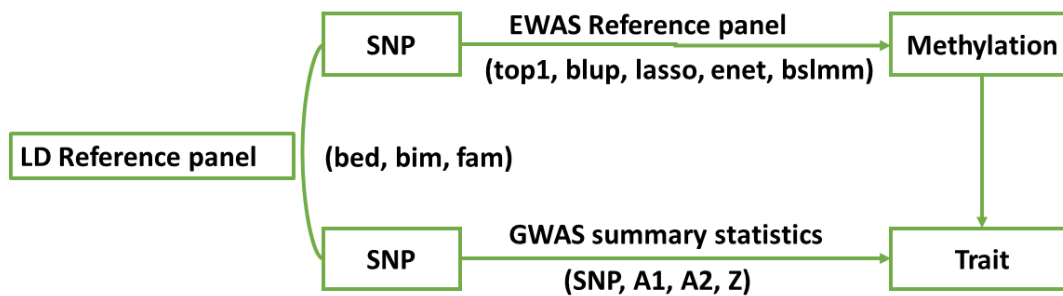 SNP
EWAS Reference panel
(top1, blup, lasso, enet, bslmm)
Methylation
LD Reference panel
(bed, bim, fam)
SNP
GWAS summary statistics
(SNP, A1, A2, Z)
Trait